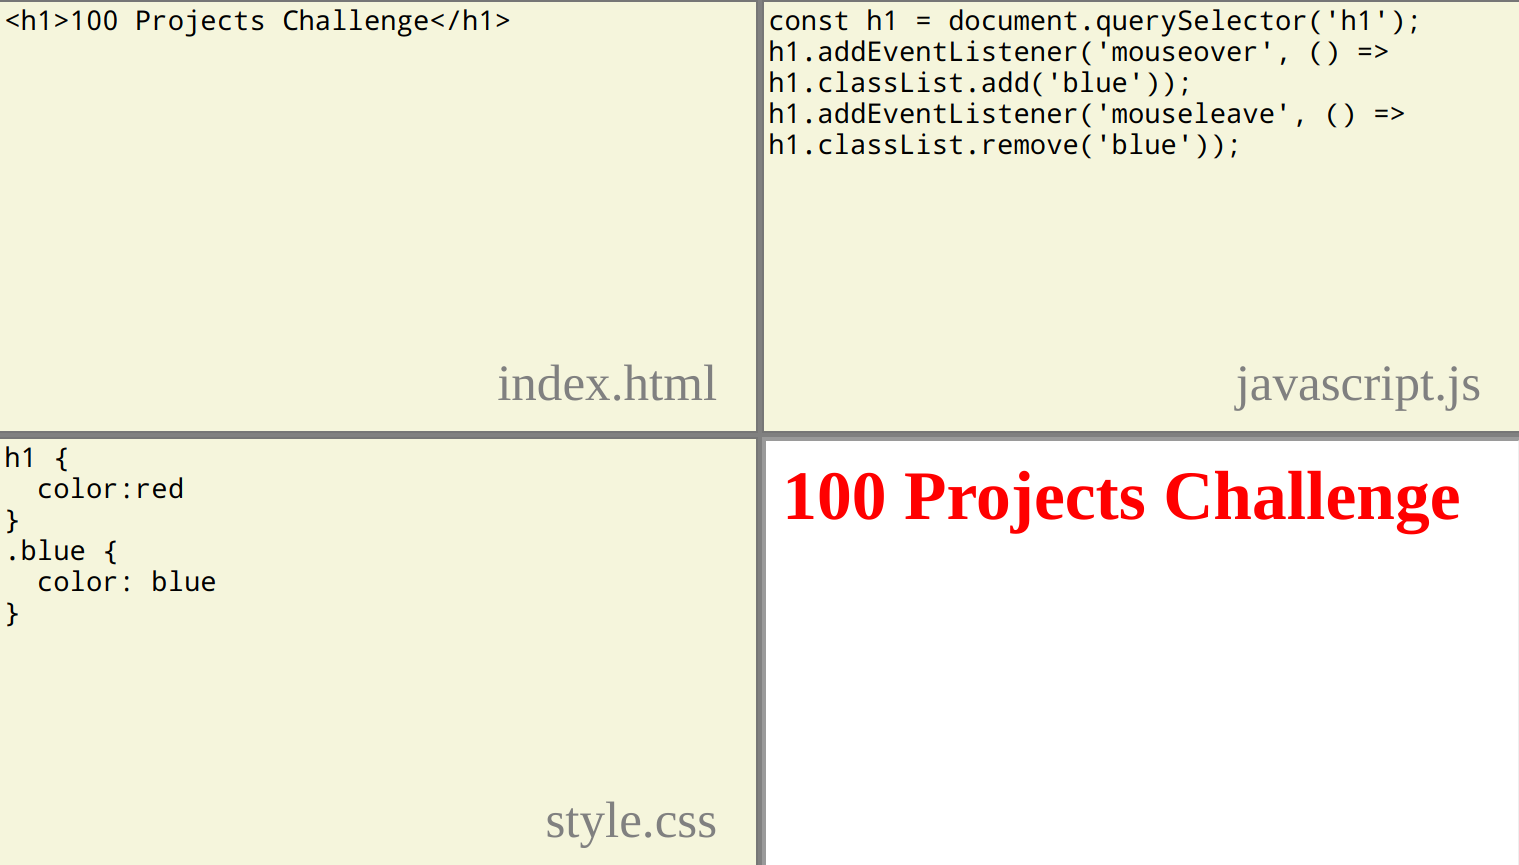 <h1>100 Projects Challenge</h1>
index.html
const h1 = document.querySelector('h1');
h1.addEventListener('mouseover', () =>
h1.classList.add('blue'));
h1.addEventListener('mouseleave', () =>
h1.classList.remove('blue'));
javascript.js
h1 {
  color:red
}
.blue {
  color: blue
}
style.css
100 Projects Challenge